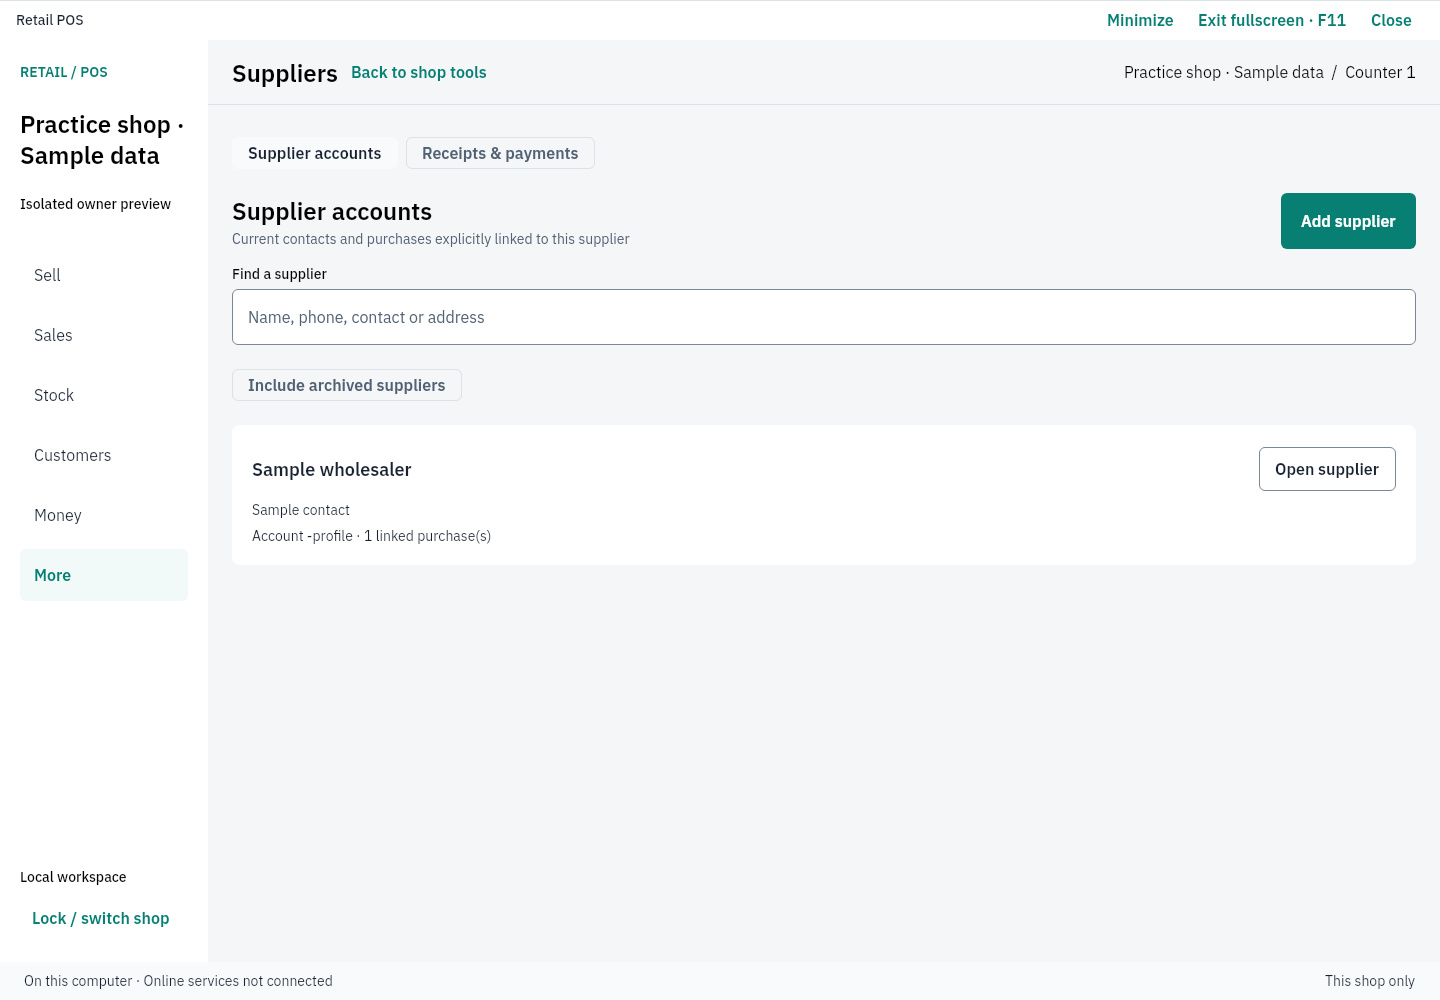 Retail POS
Minimize
Exit fullscreen · F11
Close
RETAIL / POS
Practice shop ·
Sample data
Isolated owner preview
Sell
Sales
Stock
Customers
Money
More
Local workspace
Lock / switch shop
Suppliers
Back to shop tools
Practice shop · Sample data / Counter 1
Supplier accounts
Receipts & payments
Supplier accounts
Current contacts and purchases explicitly linked to this supplier
Add supplier
Find a supplier
Name, phone, contact or address
Include archived suppliers
Sample wholesaler
Open supplier
Sample contact
Account -profile · 1 linked purchase(s)
On this computer · Online services not connected
This shop only